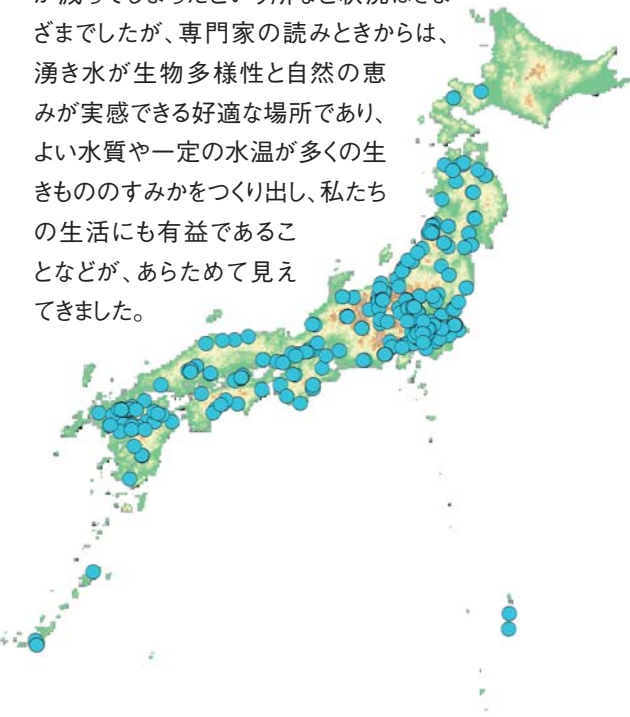 ざまでしたが、専門家の読みときからは、
湧き水が生物多様性と自然の恵
みが実感できる好適な場所であり、
よい水質や一定の水温が多くの生
きもののすみかをつくり出し、私たち
の生活にも有益であるこ
となどが、あらためて見え
てきました。